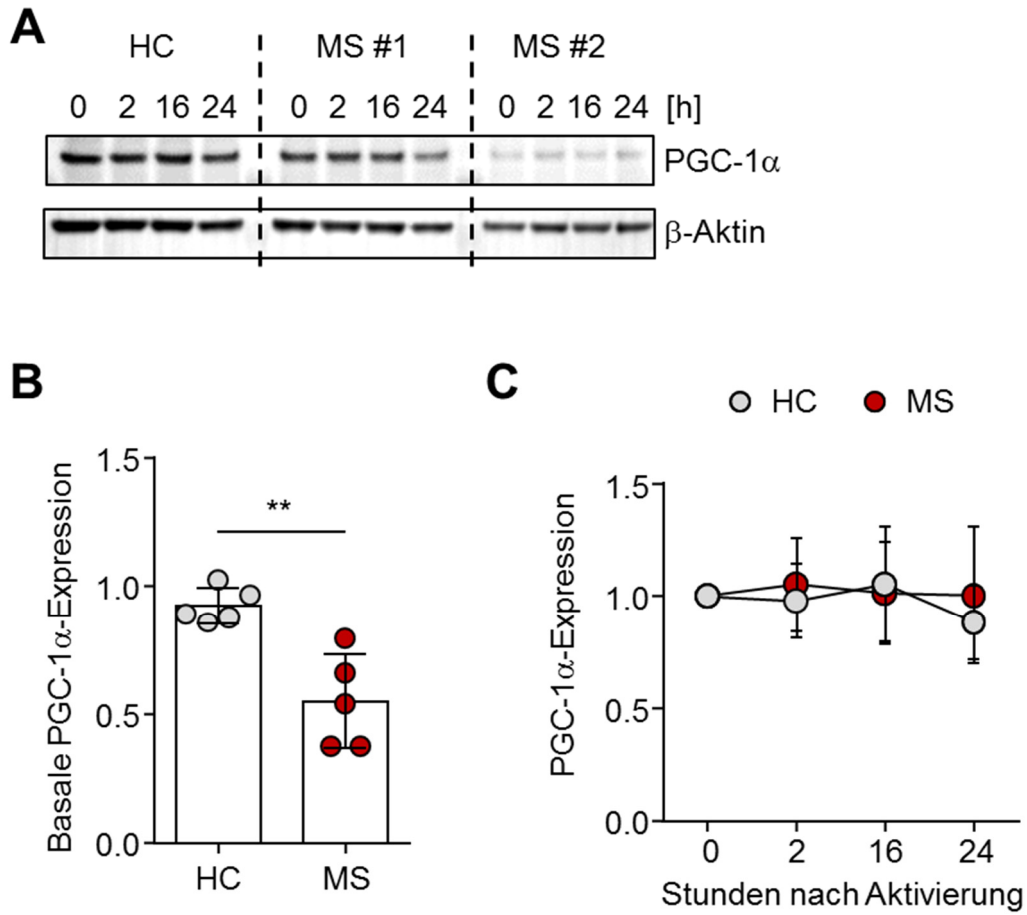 A
HC MS #1 MS #2
0 2 16 24 0 2 16 24 0 2 16 24 [h]
PGC-1α
β-Aktin
B
Basale PGC-1α-Expression
1.5
**
1.0
0.5
0.0
HC MS
C
HC MS
PGC-1α-Expression
1.5
1.0
0.5
0.0
0 2 16 24
Stunden nach Aktivierung